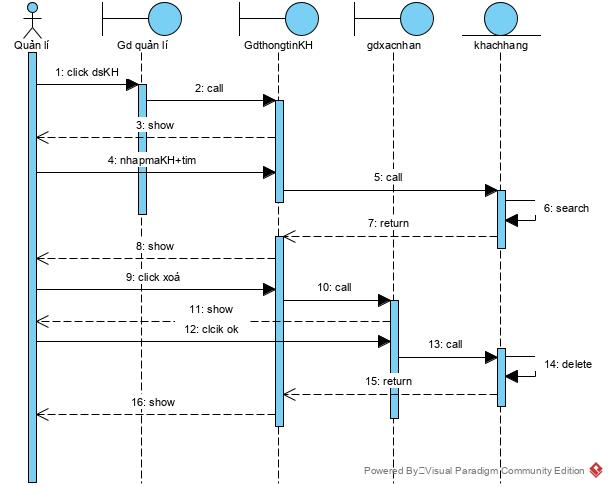 Quản lí
Gd quản lí
GdthongtinKH
gdxacnhan
khachhang
1: click dsKH
2: call
3: show
4: nhapmaKH+tim
5: call
6: search
7: return
8: show
9: click xoá
10: call
11: show
12: clcik ok
13: call
14: delete
15: return
16: show
Powered By Visual Paradigm Community Edition